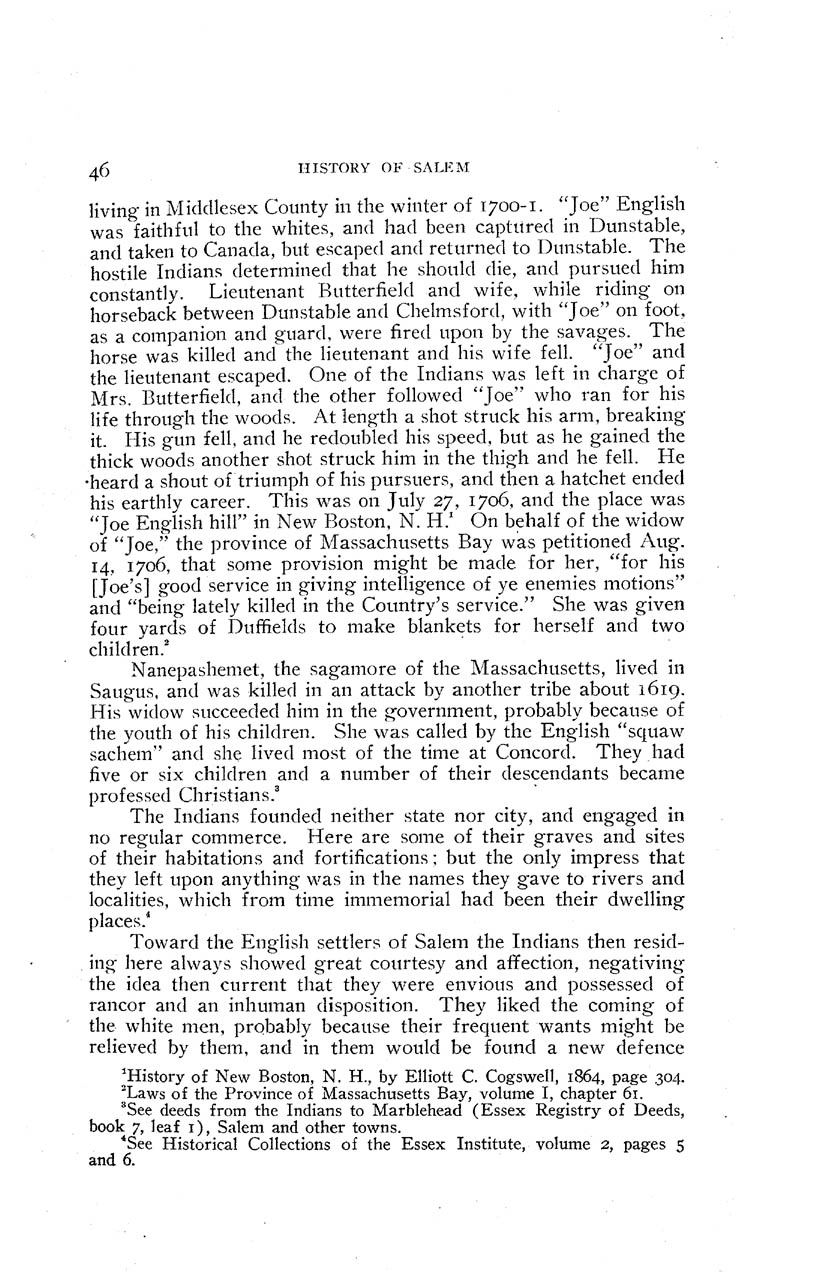 46 HISTORY OF SALEM
living in Middlesex County in the winter of 1700-1. “Joe” English
was faithful to the whites, and had been captured in Dunstable,
and taken to Canada, but escaped and returned to Dunstable. The
hostile Indians determined that he should die, and pursued him
constantly. Lieutenant Butterfield and wife, while riding on
horseback between Dunstable and Chelmsford, with “Joe” on foot,
as a companion and guard, were fired upon by the savages. The
horse was killed and the lieutenant and his wife fell. “Joe” and
the lieutenant escaped. One of the Indians was left in charge of
Mrs. Butterfield, and the other followed “Joe” who ran for his
life through the woods. At length a shot struck his arm, breaking
it. His gun fell, and he redoubled his speed, but as he gained the
thick woods another shot struck him in the thigh and he fell. He
heard a shout of triumph of his pursuers, and then a hatchet ended
his earthly career. This was on July 27, 1706, and the place was
“Joe English hill” in New Boston, N. H.¹ On behalf of the widow
of “Joe,” the province of Massachusetts Bay was petitioned Aug.
14, 1706, that some provision might be made for her, “for his
[Joe’s] good service in giving intelligence of ye enemies motions”
and “being lately killed in the Country’s service.” She was given
four yards of Duffields to make blankets for herself and two
children.²
Nanepashemet, the sagamore of the Massachusetts, lived in
Saugus, and was killed in an attack by another tribe about 1619.
His widow succeeded him in the government, probably because of
the youth of his children. She was called by the English “squaw
sachem” and she lived most of the time at Concord. They had
five or six children and a number of their descendants became
professed Christians.³
The Indians founded neither state nor city, and engaged in
no regular commerce. Here are some of their graves and sites
of their habitations and fortifications; but the only impress that
they left upon anything was in the names they gave to rivers and
localities, which from time immemorial had been their dwelling
places.⁴
Toward the English settlers of Salem the Indians then resid-
ing here always showed great courtesy and affection, negativing
the idea then current that they were envious and possessed of
rancor and an inhuman disposition. They liked the coming of
the white men, probably because their frequent wants might be
relieved by them, and in them would be found a new defence
¹History of New Boston, N. H., by Elliott C. Cogswell, 1864, page 304.
²Laws of the Province of Massachusetts Bay, volume I, chapter 61.
³See deeds from the Indians to Marblehead (Essex Registry of Deeds,
book 7, leaf 1), Salem and other towns.
⁴See Historical Collections of the Essex Institute, volume 2, pages 5
and 6.